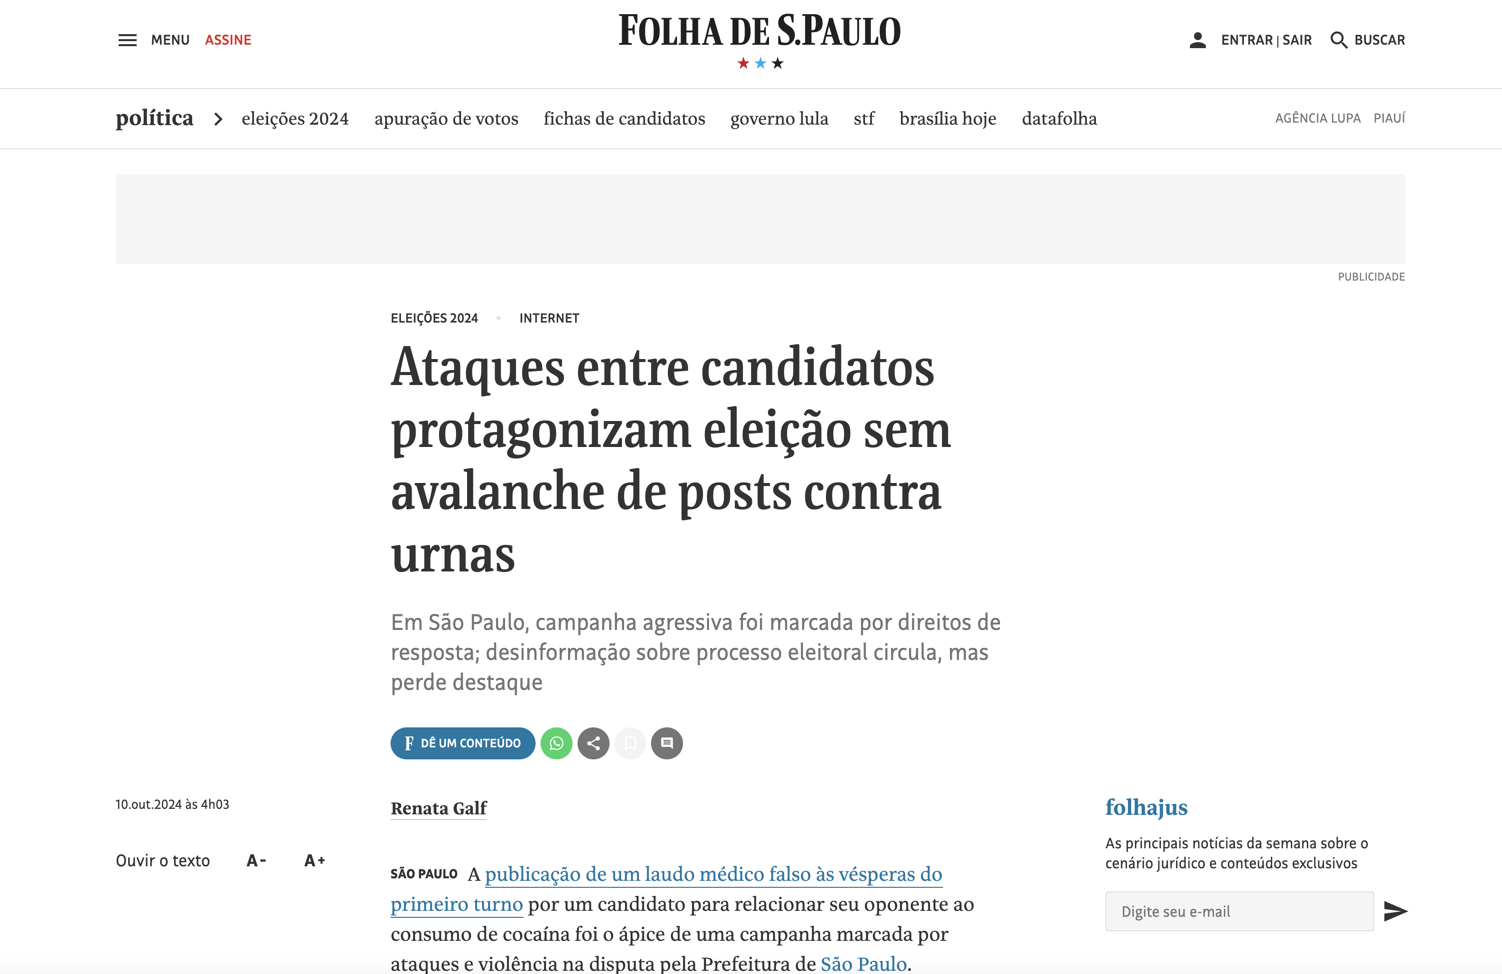 MENU ASSINE
FOLHA DE S.PAULO
ENTRAR | SAIR BUSCAR
política eleições 2024 apuração de votos fichas de candidatos governo lula stf brasília hoje datafolha AGÊNCIA LUPA PIAUÍ
PUBLICIDADE
ELEIÇÕES 2024 • INTERNET
Ataques entre candidatos
protagonizam eleição sem
avalanche de posts contra
urnas
Em São Paulo, campanha agressiva foi marcada por direitos de
resposta; desinformação sobre processo eleitoral circula, mas
perde destaque
F DÊ UM CONTEÚDO
10.out.2024 às 4h03
Ouvir o texto A- A+
Renata Galf
SÃO PAULO A publicação de um laudo médico falso às vésperas do
primeiro turno por um candidato para relacionar seu oponente ao
consumo de cocaína foi o ápice de uma campanha marcada por
ataques e violência na disputa pela Prefeitura de São Paulo.
folhajus
As principais notícias da semana sobre o
cenário jurídico e conteúdos exclusivos
Digite seu e-mail